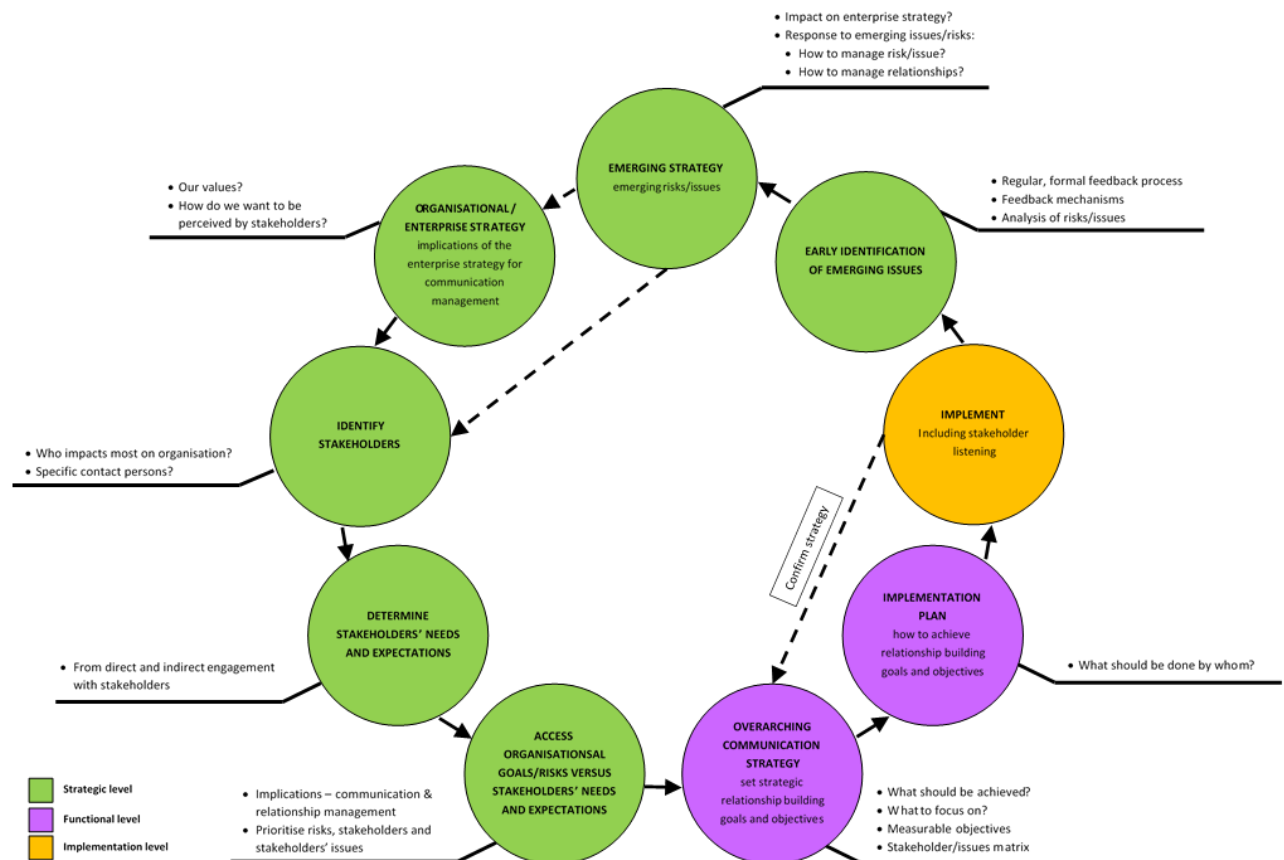 • Impact on enterprise strategy?
• Response to emerging issues/risks:
• How to manage risk/issue?
• How to manage relationships?
EMERGING STRATEGY
emerging risks/issues
• Our values?
• How do we want to be
perceived by stakeholders?
ORGANISATIONAL/
ENTERPRISE STRATEGY
implications of the
enterprise strategy for
communication
management
• Regular, formal feedback process
• Feedback mechanisms
• Analysis of risks/issues
EARLY IDENTIFICATION
OF EMERGING ISSUES
IDENTIFY
STAKEHOLDERS
• Who impacts most on organisation?
• Specific contact persons?
IMPLEMENT
Including stakeholder
listening
Confirm strategy
DETERMINE
STAKEHOLDERS' NEEDS
AND EXPECTATIONS
• From direct and indirect engagement
with stakeholders
IMPLEMENTATION
PLAN
how to achieve
relationship building
goals and objectives
• What should be done by whom?
ACCESS
ORGANISATIONSAL
GOALS/RISKS VERSUS
STAKEHOLDERS' NEEDS
AND EXPECTATIONS
• Implications – communication &
relationship management
• Prioritise risks, stakeholders and
stakeholders' issues
OVERARCHING
COMMUNICATION
STRATEGY
set strategic
relationship building
goals and objectives
• What should be achieved?
• What to focus on?
• Measurable objectives
• Stakeholder/issues matrix
Strategic level
Functional level
Implementation level